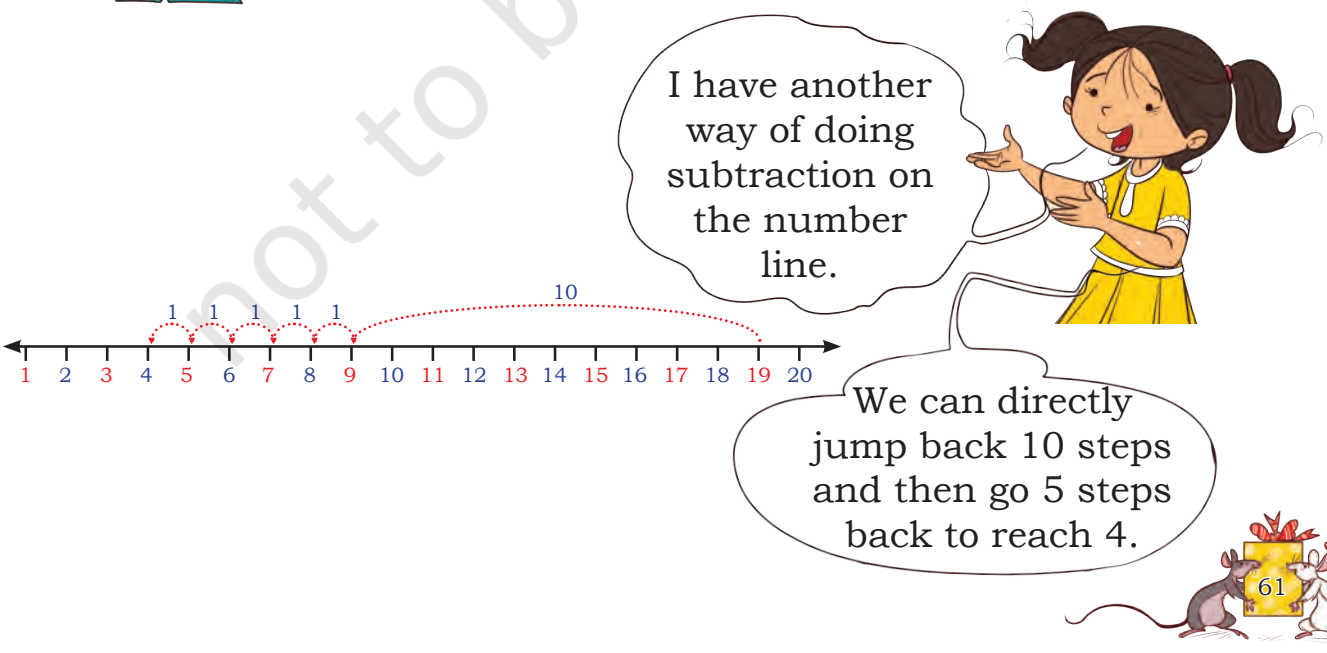 not to b
I have another
way of doing
subtraction on
the number
line.
10
1 1 1 1 1
1 2 3 4 5 6 7 8 9 10 11 12 13 14 15 16 17 18 19 20
We can directly
jump back 10 steps
and then go 5 steps
back to reach 4.
61